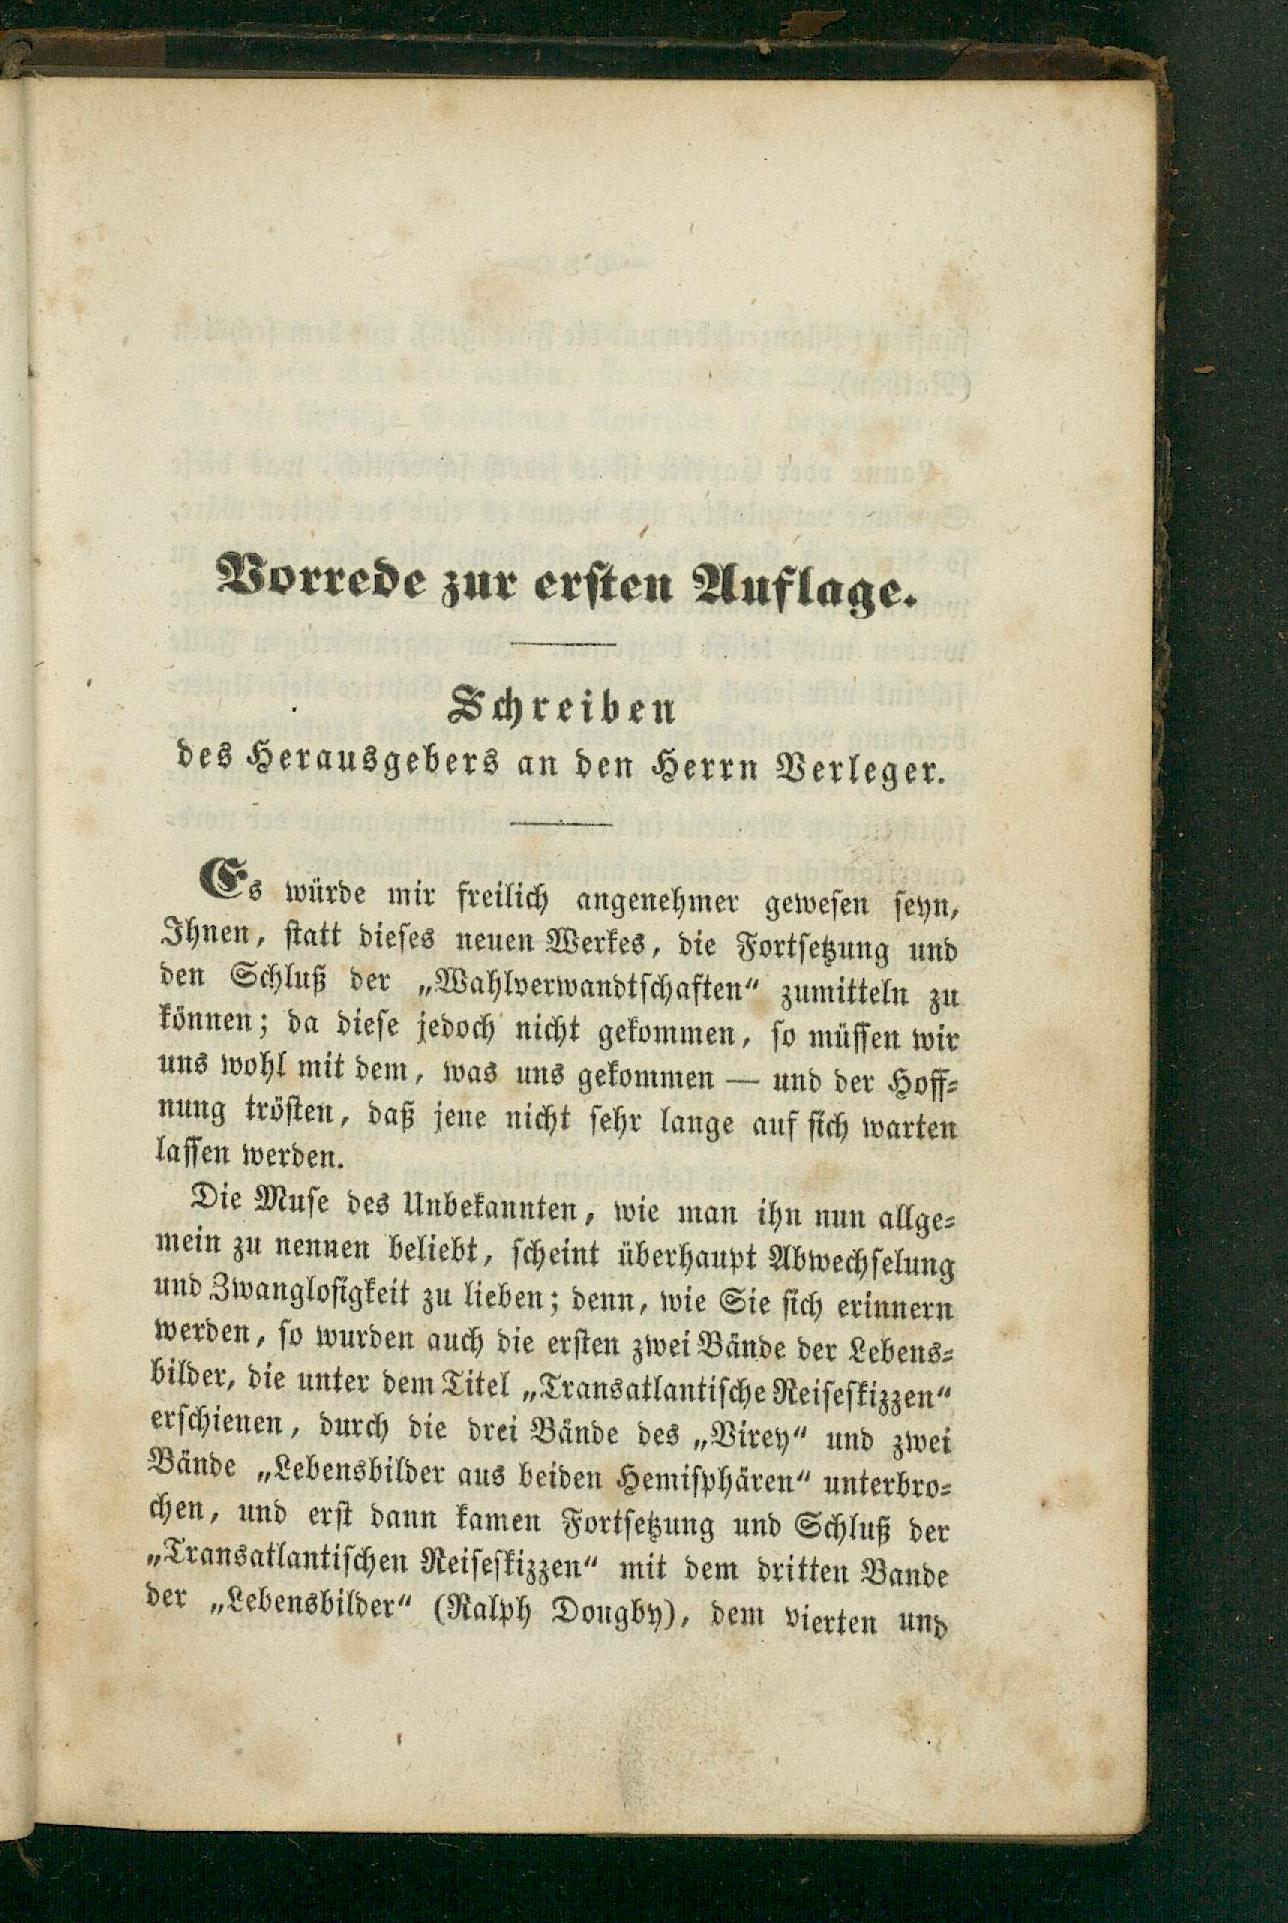 Vorrede zur ersten Auflage.
Schreiben
des Herausgebers an den Herrn Verleger.
Es würde mir freilich angenehmer gewesen seyn,
Ihnen, statt dieses neuen Werkes, die Fortsetzung und
den Schluß der „Wahlverwandtschaften“ zumitteln zu
können; da diese jedoch nicht gekommen, so müssen wir
uns wohl mit dem, was uns gekommen — und der Hoff-
nung trösten, daß jene nicht sehr lange auf sich warten
lassen werden.
Die Muse des Unbekannten, wie man ihn nun allge-
mein zu nennen beliebt, scheint überhaupt Abwechselung
und Zwanglosigkeit zu lieben; denn, wie Sie sich erinnern
werden, so wurden auch die ersten zwei Bände der Lebens-
bilder, die unter dem Titel „Transatlantische Reiseskizzen“
erschienen, durch die drei Bände des „Virey“ und zwei
Bände „Lebensbilder aus beiden Hemisphären“ unterbro-
chen, und erst dann kamen Fortsetzung und Schluß der
„Transatlantischen Reiseskizzen“ mit dem dritten Bande
der „Lebensbilder“ (Ralph Dougby), dem vierten und